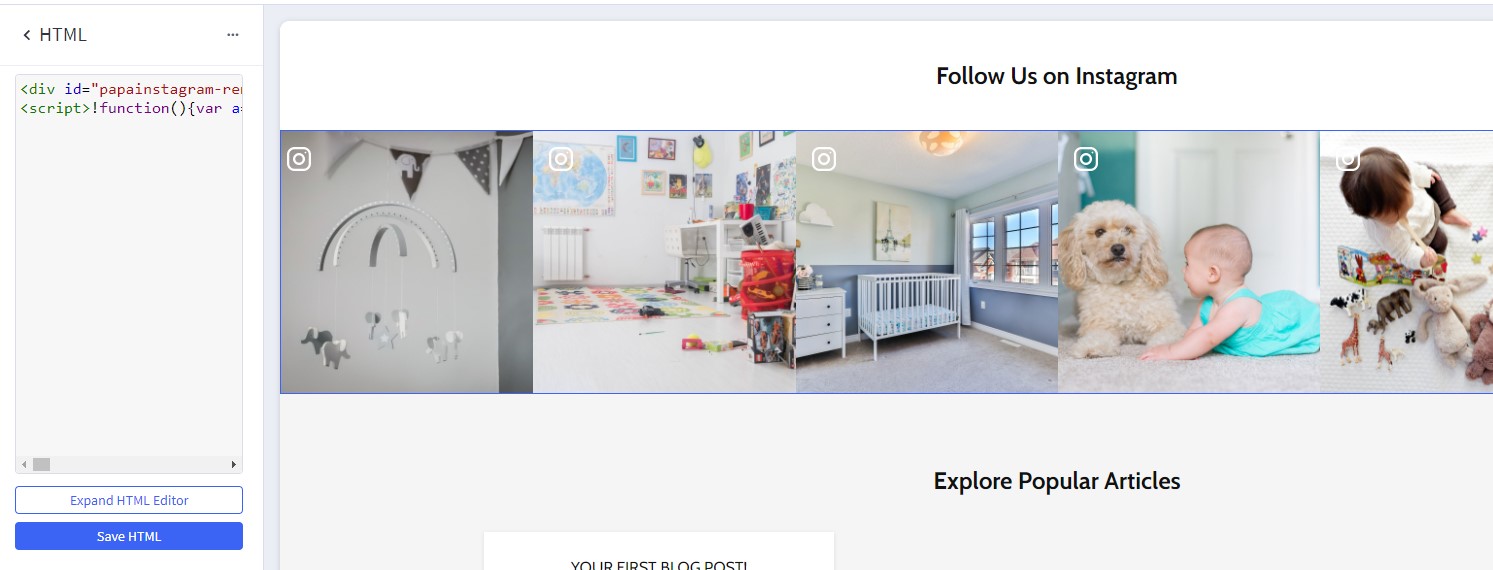 HTML
<div id="papainstagram-re
<script>!function(){var a=
Expand HTML Editor
Save HTML
Follow Us on Instagram
Explore Popular Articles
YOUR FIRST BLOG POST!